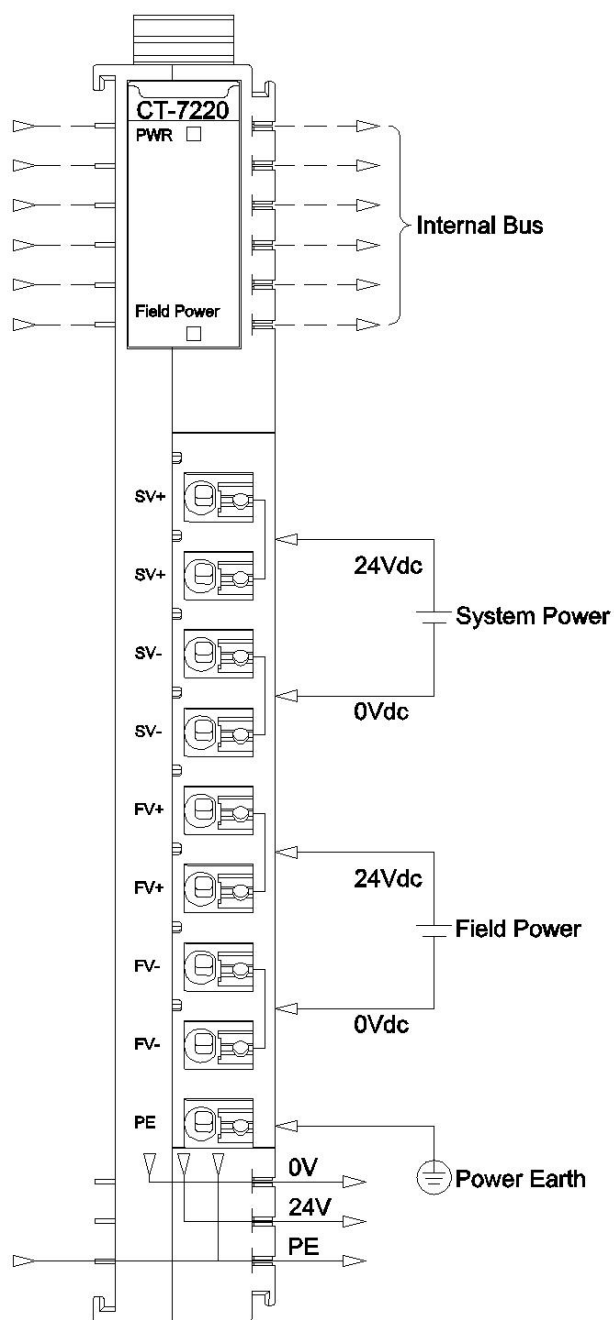 CT-7220
PWR
Internal Bus
Field Power
SV+
24Vdc
SV+
System Power
SV-
0Vdc
SV-
FV+
24Vdc
FV+
Field Power
FV-
0Vdc
FV-
PE
0V
Power Earth
24V
PE